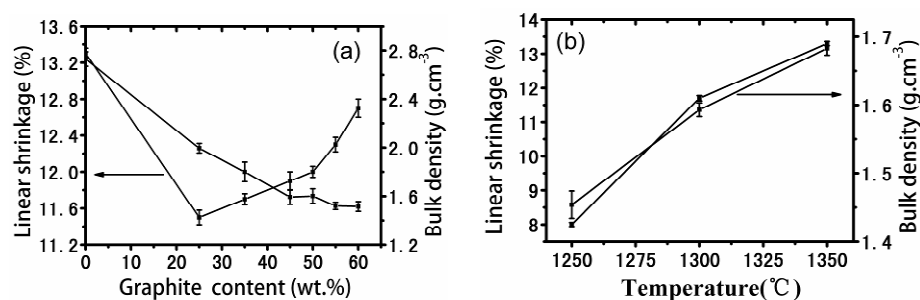 (a)
Linear shrinkage (%)
13.6
13.2
12.8
12.4
12.0
11.6
11.2
0 10 20 30 40 50 60
Graphite content (wt.%)
2.8
2.4
2.0
1.6
1.2
Bulk density (g.cm⁻³)
(b)
Linear shrinkage (%)
14
13
12
11
10
9
8
1250 1275 1300 1325 1350
Temperature(℃)
1.7
1.6
1.5
1.4
Bulk density (g.cm⁻³)